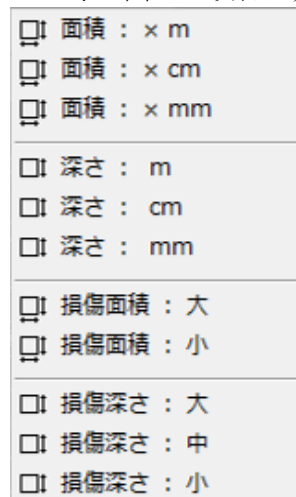 面積 : × m
面積 : × cm
面積 : × mm
深さ : m
深さ : cm
深さ : mm
損傷面積 : 大
損傷面積 : 小
損傷深さ : 大
損傷深さ : 中
損傷深さ : 小